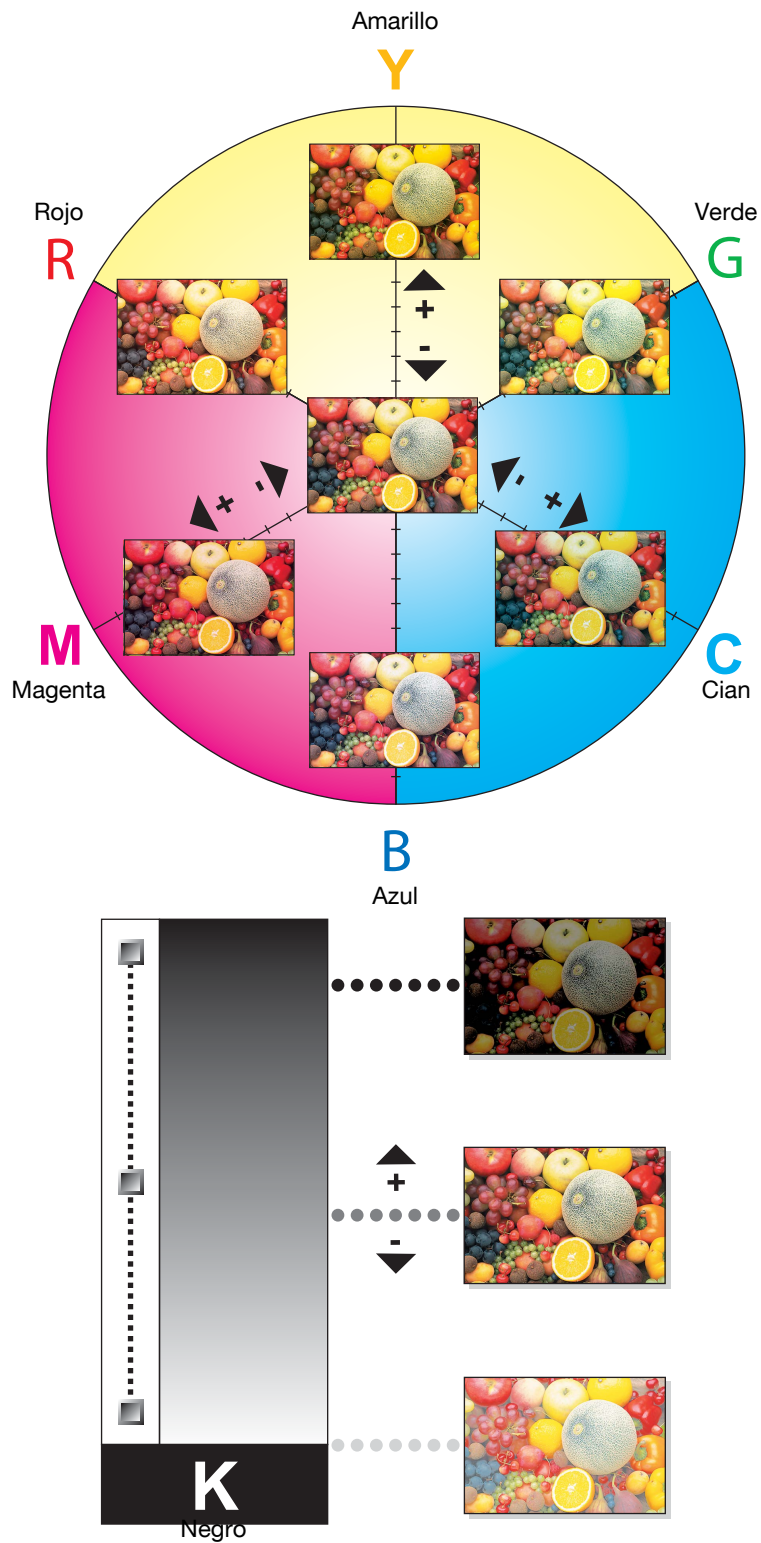 Amarillo
Y
Rojo
R
Verde
G
+
-
-
+
-
+
M
Magenta
C
Cian
B
Azul
+
-
K
Negro